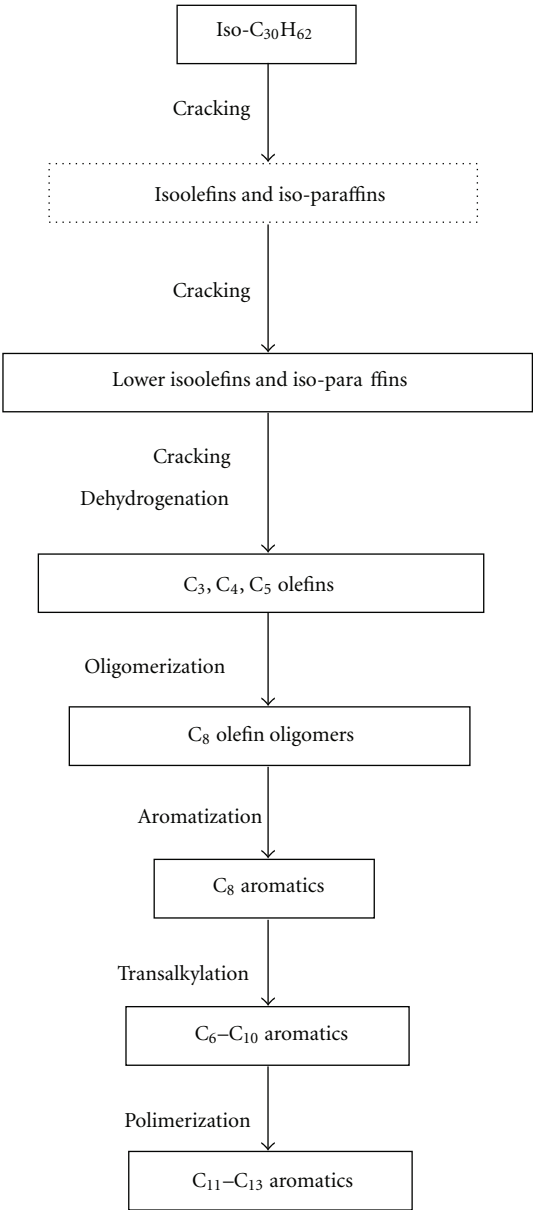 Iso-C₃₀H₆₂
Cracking
Isoolefins and iso-paraffins
Cracking
Lower isoolefins and iso-para ffins
Cracking
Dehydrogenation
C₃, C₄, C₅ olefins
Oligomerization
C₈ olefin oligomers
Aromatization
C₈ aromatics
Transalkylation
C₆–C₁₀ aromatics
Polimerization
C₁₁–C₁₃ aromatics